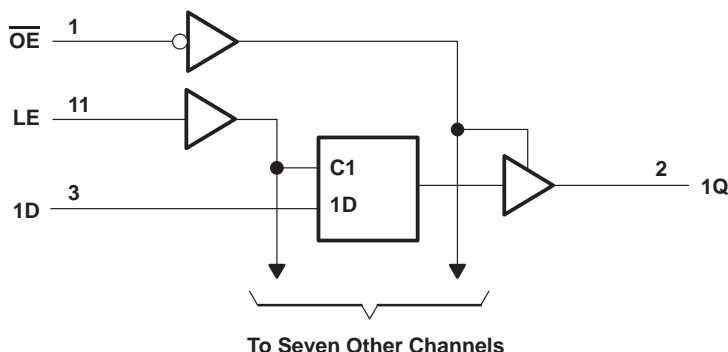 OE 1
LE 11
1D 3
C1
1D
2 1Q
To Seven Other Channels